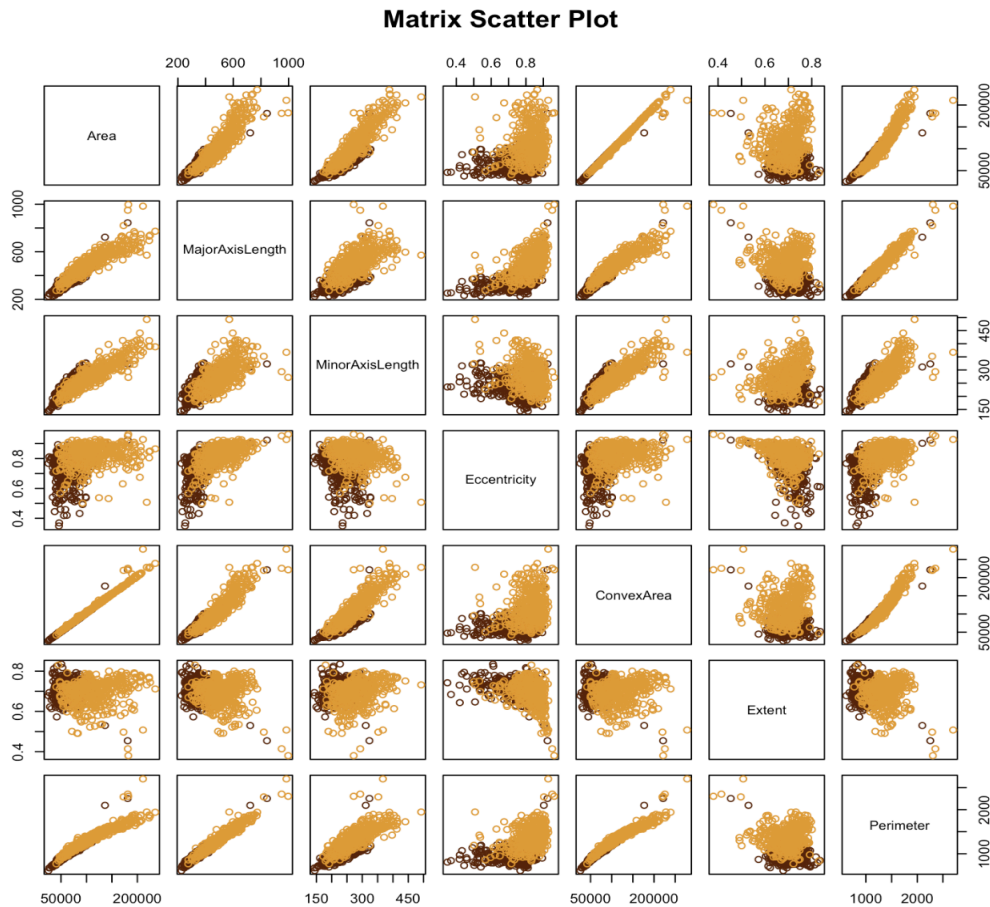 Matrix Scatter Plot
200 600 1000 0.4 0.6 0.8 0.4 0.6 0.8
Area
50000 200000
200 600 1000
MajorAxisLength
MinorAxisLength
150 300 450
0.4 0.6 0.8
Eccentricity
ConvexArea
50000 200000
0.4 0.6 0.8
Extent
Perimeter
1000 2000
50000 200000 150 300 450 50000 200000 1000 2000